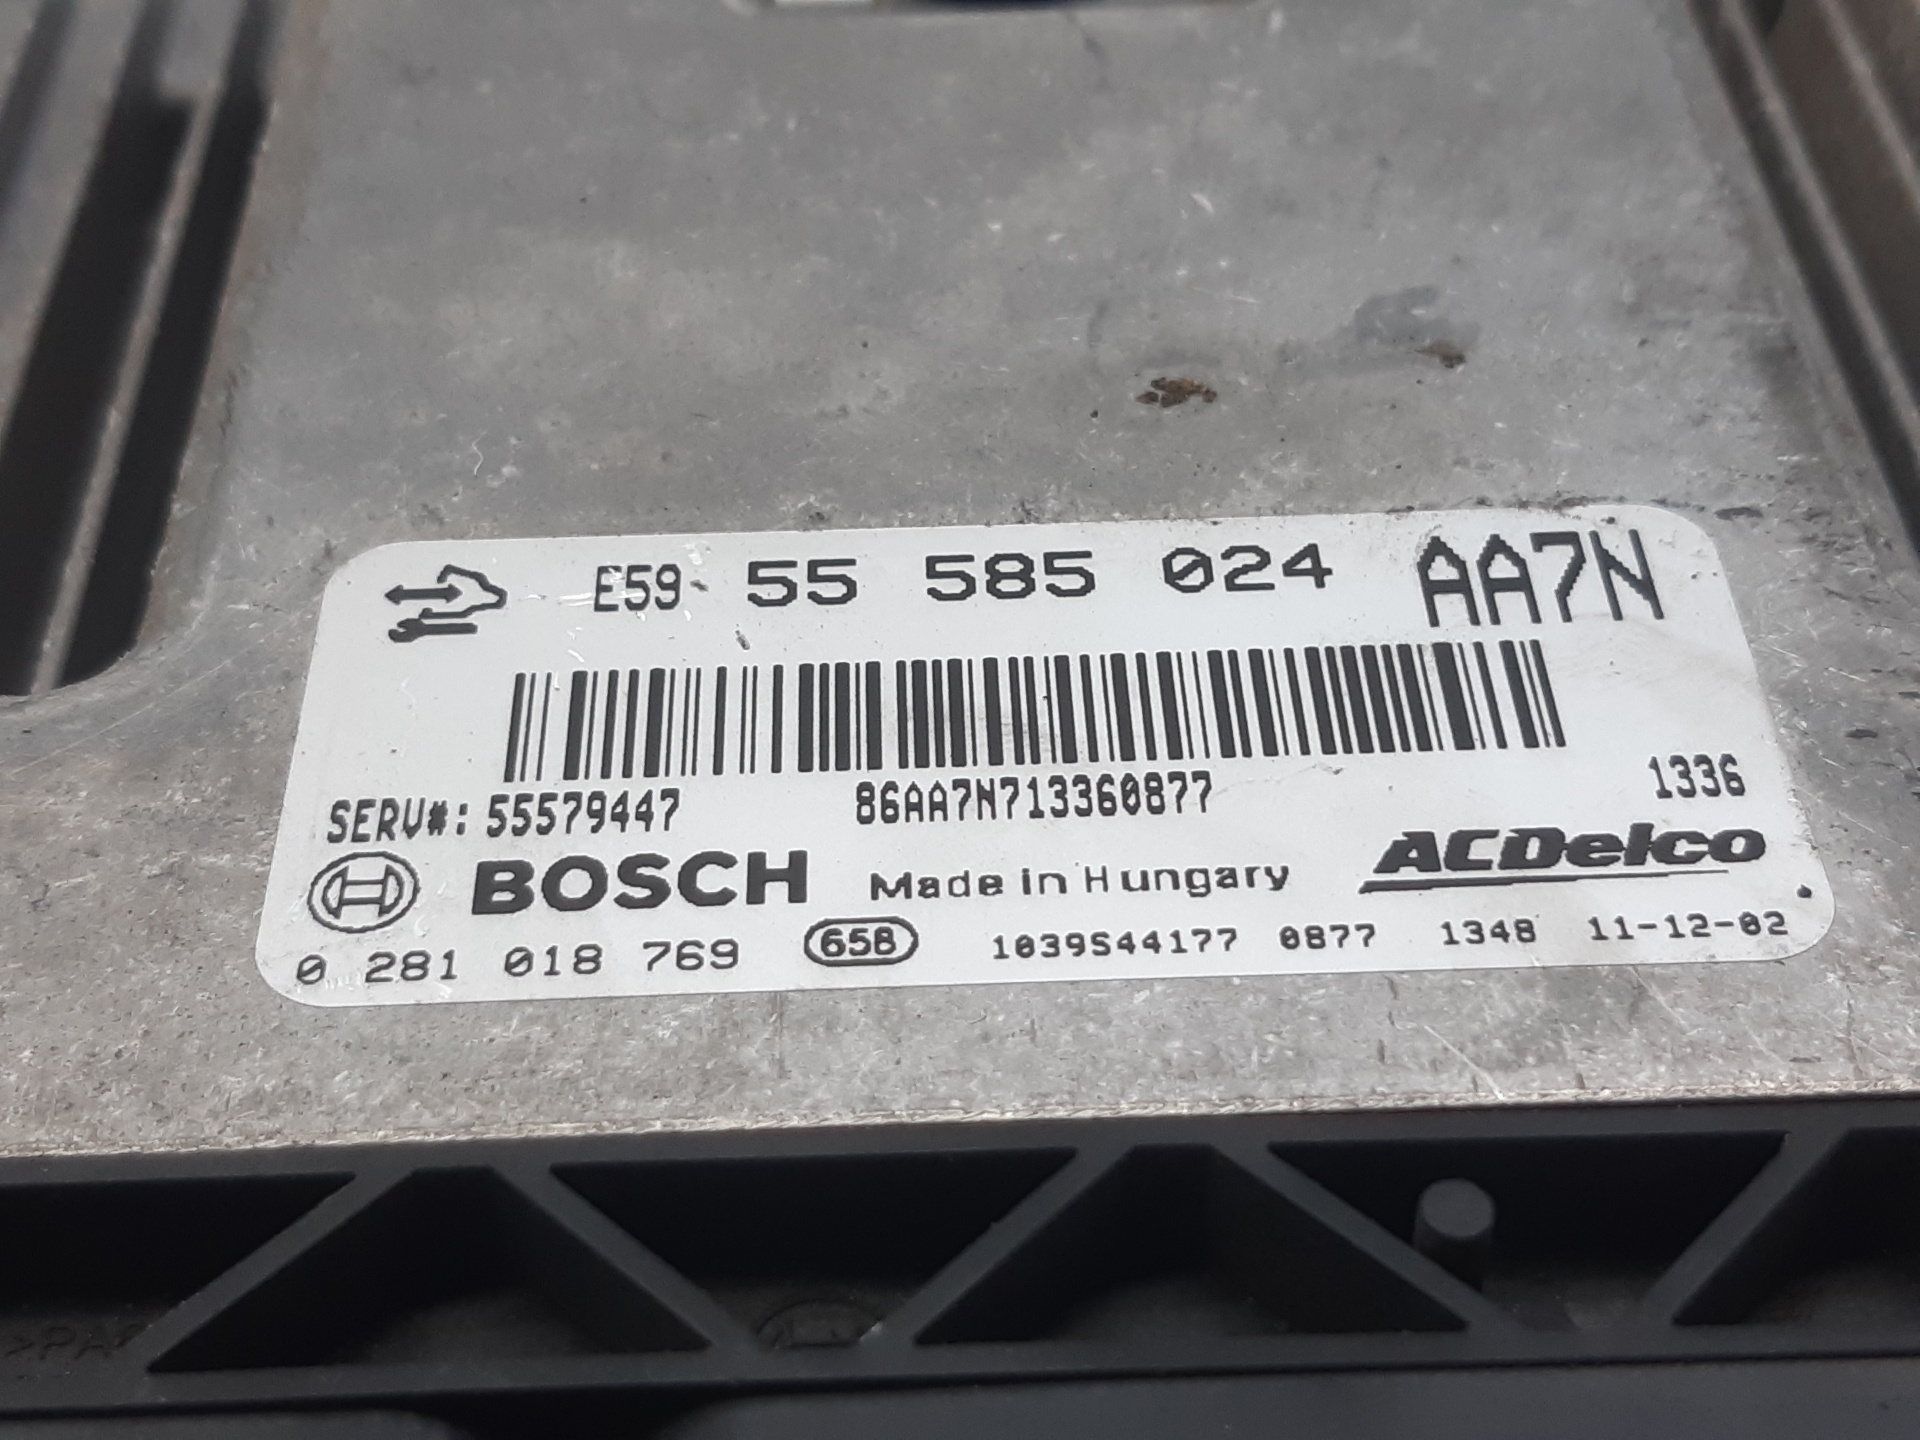 E59 55 585 024 AA7N
SERV#: 55579447 86AA7N713360877 1336
BOSCH Made in Hungary ACDelco
0 281 018 769 65B 1039S44177 0877 1348 11-12-02
>PA